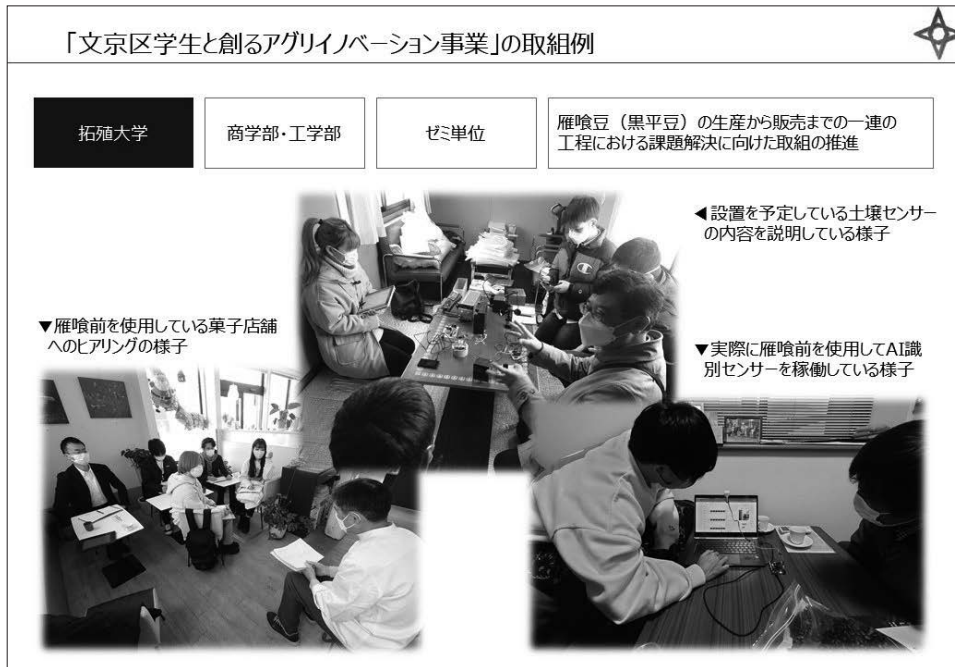 「文京区学生と創るアグリイノベーション事業」の取組例
拓殖大学
商学部・工学部
ゼミ単位
雁喰豆（黒平豆）の生産から販売までの一連の
工程における課題解決に向けた取組の推進
◀設置を予定している土壌センサー
の内容を説明している様子
▼雁喰前を使用している菓子店舗
へのヒアリングの様子
▼実際に雁喰前を使用してAI識
別センサーを稼働している様子